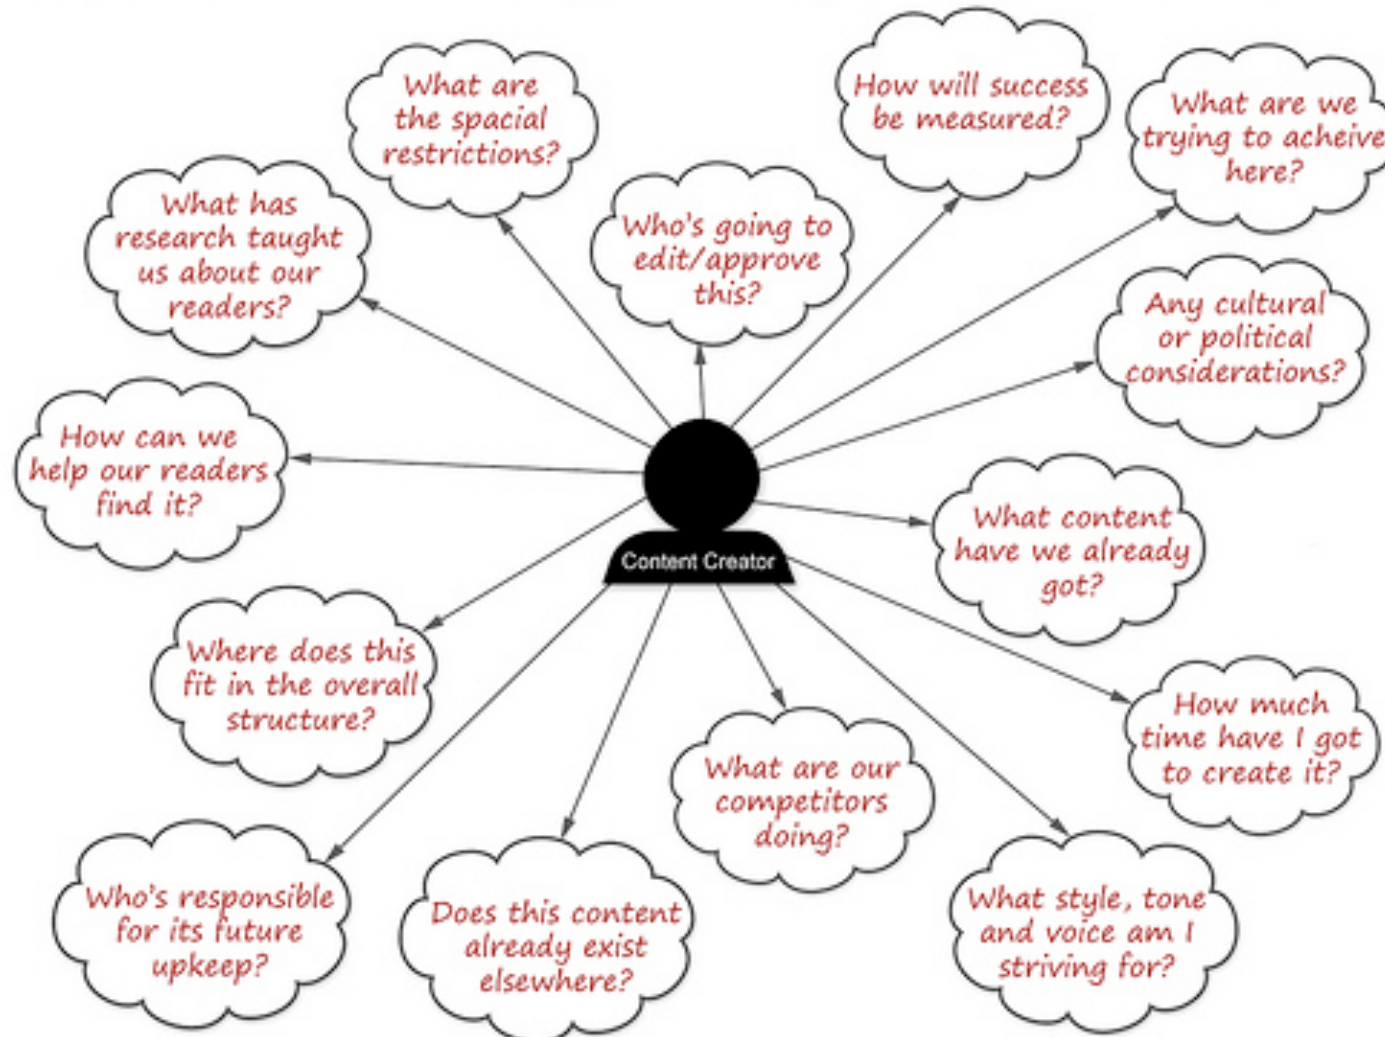 What are
the spacial
restrictions?
How will success
be measured?
What are we
trying to acheive
here?
What has
research taught
us about our
readers?
Who's going to
edit/approve
this?
Any cultural
or political
considerations?
How can we
help our readers
find it?
Content Creator
What content
have we already
got?
Where does this
fit in the overall
structure?
What are our
competitors
doing?
How much
time have I got
to create it?
Who's responsible
for its future
upkeep?
Does this content
already exist
elsewhere?
What style, tone
and voice am I
striving for?